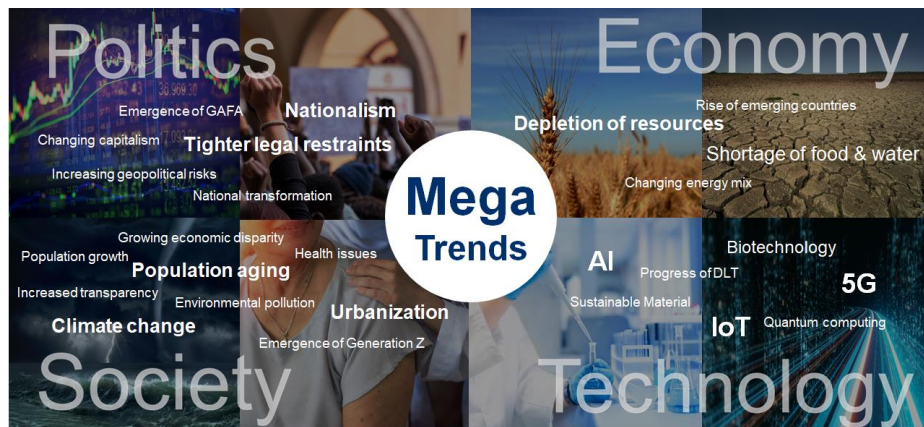 Politics
Emergence of GAFA
Nationalism
Changing capitalism
Tighter legal restraints
Increasing geopolitical risks
National transformation
Economy
Rise of emerging countries
Depletion of resources
Shortage of food & water
Changing energy mix
Mega
Trends
Growing economic disparity
Population growth
Health issues
Population aging
Increased transparency
Environmental pollution
Urbanization
Climate change
Emergence of Generation Z
Society
Biotechnology
AI
Progress of DLT
5G
Sustainable Material
IoT
Quantum computing
Technology